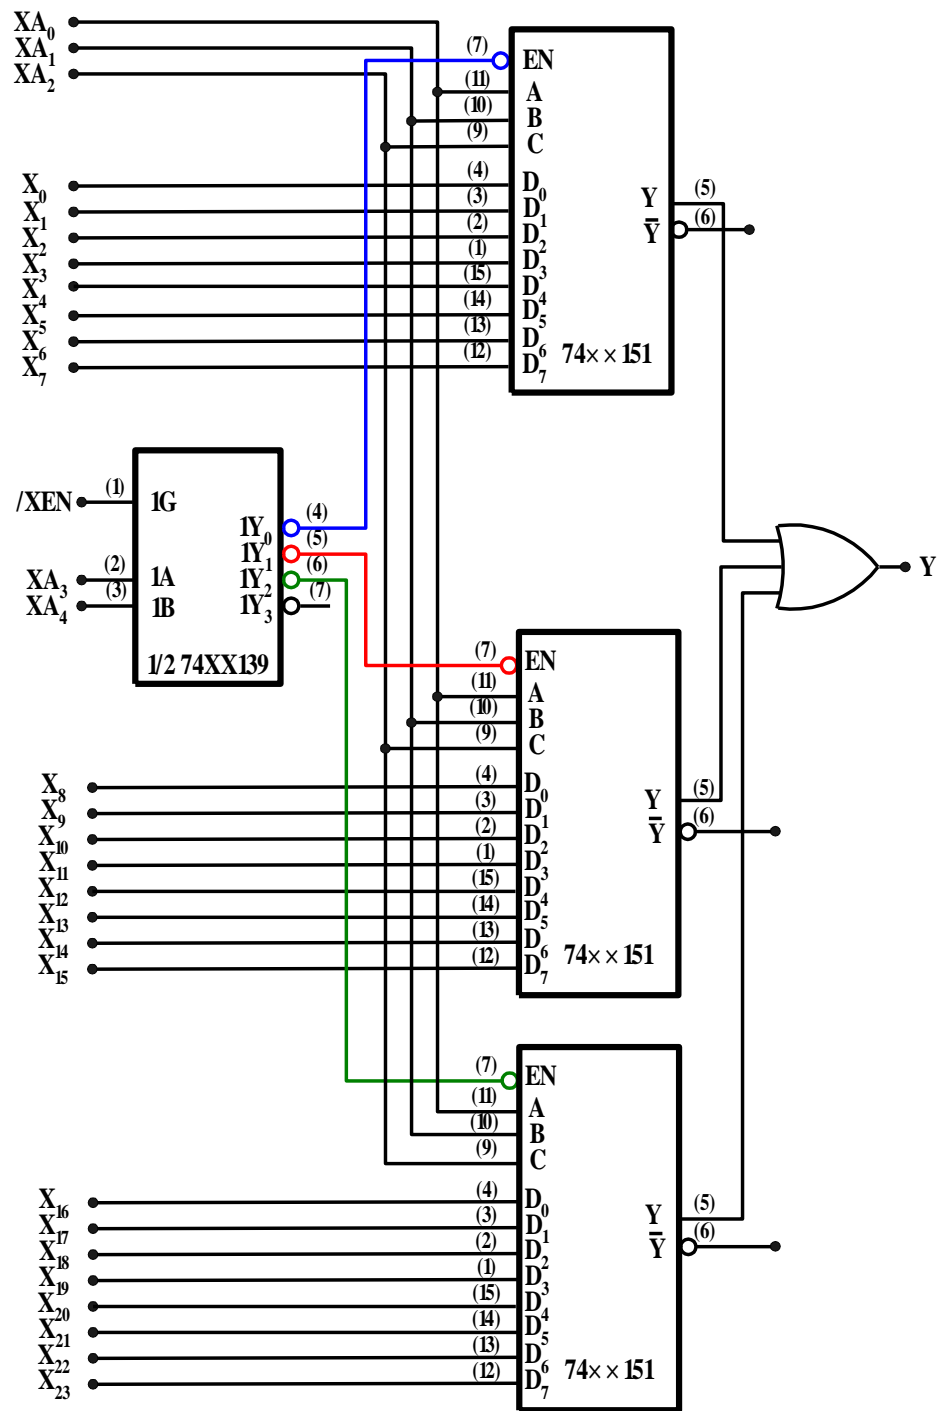 XA₀
XA₁
XA₂
(7) EN
(11) A
(10) B
(9) C
X₀ (4) D₀
X₁ (3) D₁
X₂ (2) D₂
X₃ (1) D₃
X₄ (15) D₄
X₅ (14) D₅
X₆ (13) D₆
X₇ (12) D₇
Y (5)
Ȳ (6)
74××151
/XEN (1) 1G
XA₃ (2) 1A
XA₄ (3) 1B
1Y₀ (4)
1Y₁ (5)
1Y₂ (6)
1Y₃ (7)
1/2 74XX139
Y
(7) EN
(11) A
(10) B
(9) C
X₈ (4) D₀
X₉ (3) D₁
X₁₀ (2) D₂
X₁₁ (1) D₃
X₁₂ (15) D₄
X₁₃ (14) D₅
X₁₄ (13) D₆
X₁₅ (12) D₇
Y (5)
Ȳ (6)
74××151
(7) EN
(11) A
(10) B
(9) C
X₁₆ (4) D₀
X₁₇ (3) D₁
X₁₈ (2) D₂
X₁₉ (1) D₃
X₂₀ (15) D₄
X₂₁ (14) D₅
X₂₂ (13) D₆
X₂₃ (12) D₇
Y (5)
Ȳ (6)
74××151